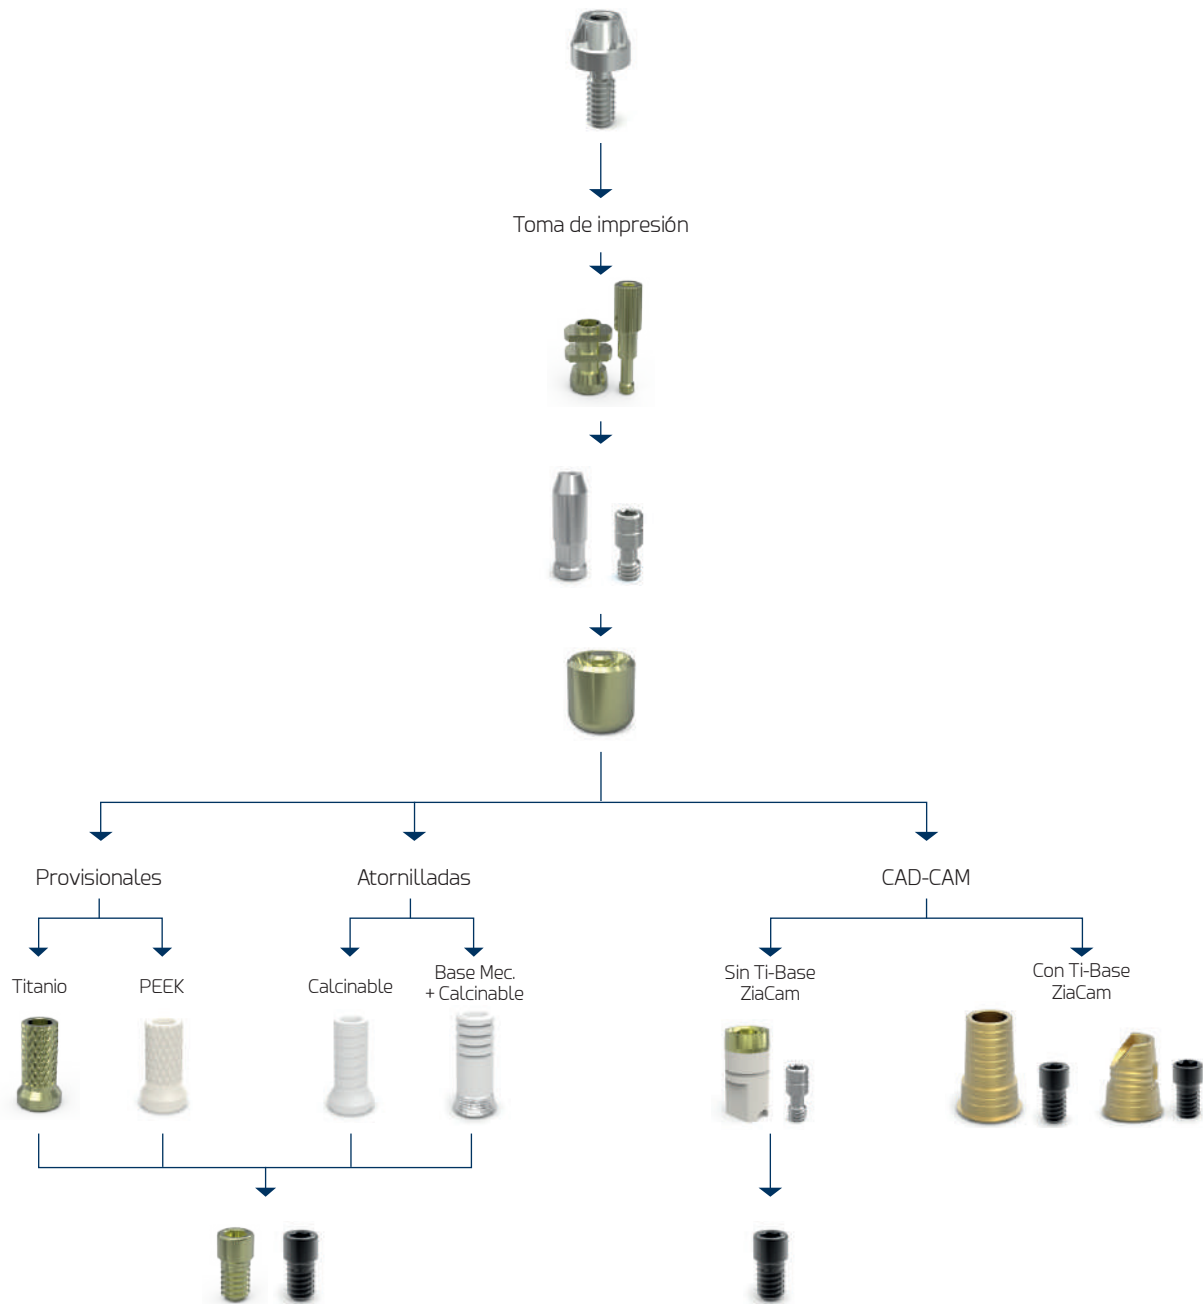 Toma de impresión
Provisionales
Atornilladas
CAD-CAM
Titanio
PEEK
Calcinable
Base Mec.
+ Calcinable
Sin Ti-Base
ZiaCam
Con Ti-Base
ZiaCam